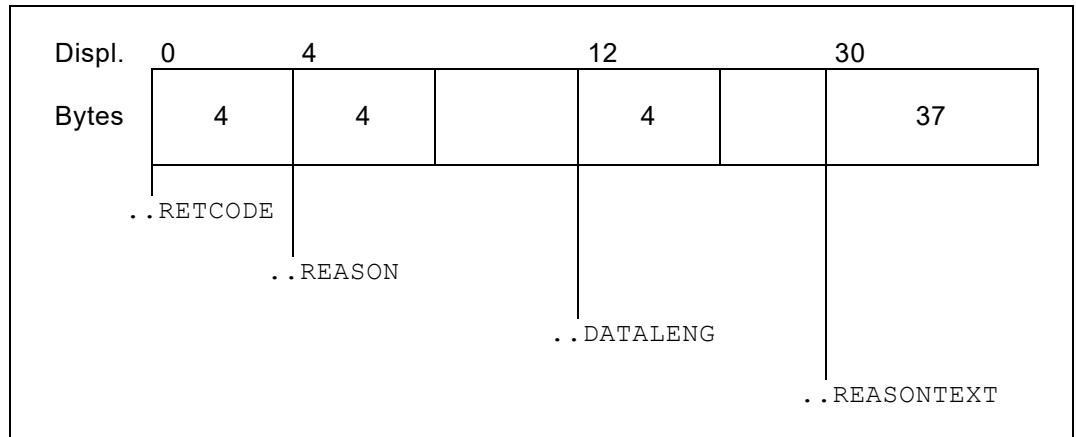 Displ. 0 4 12 30
Bytes 4 4 4 37
..RETCODE
..REASON
..DATALENG
..REASONTEXT